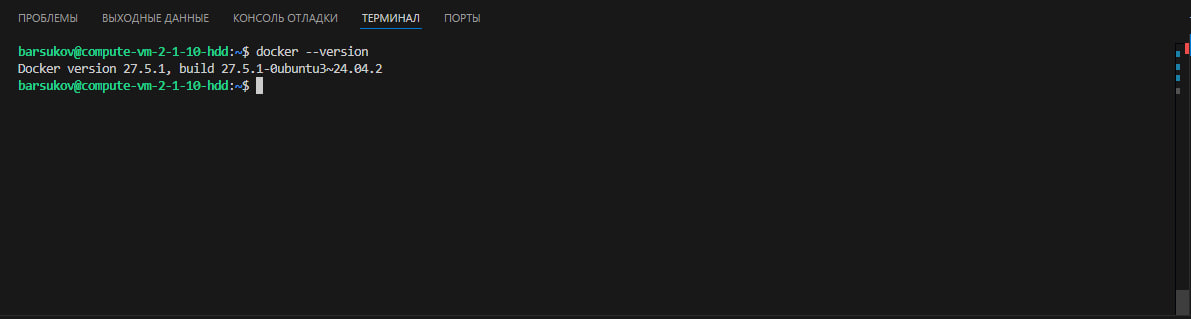 ПРОБЛЕМЫ ВЫХОДНЫЕ ДАННЫЕ КОНСОЛЬ ОТЛАДКИ ТЕРМИНАЛ ПОРТЫ
barsukov@compute-vm-2-1-10-hdd:~$ docker --version
Docker version 27.5.1, build 27.5.1-0ubuntu3~24.04.2
barsukov@compute-vm-2-1-10-hdd:~$